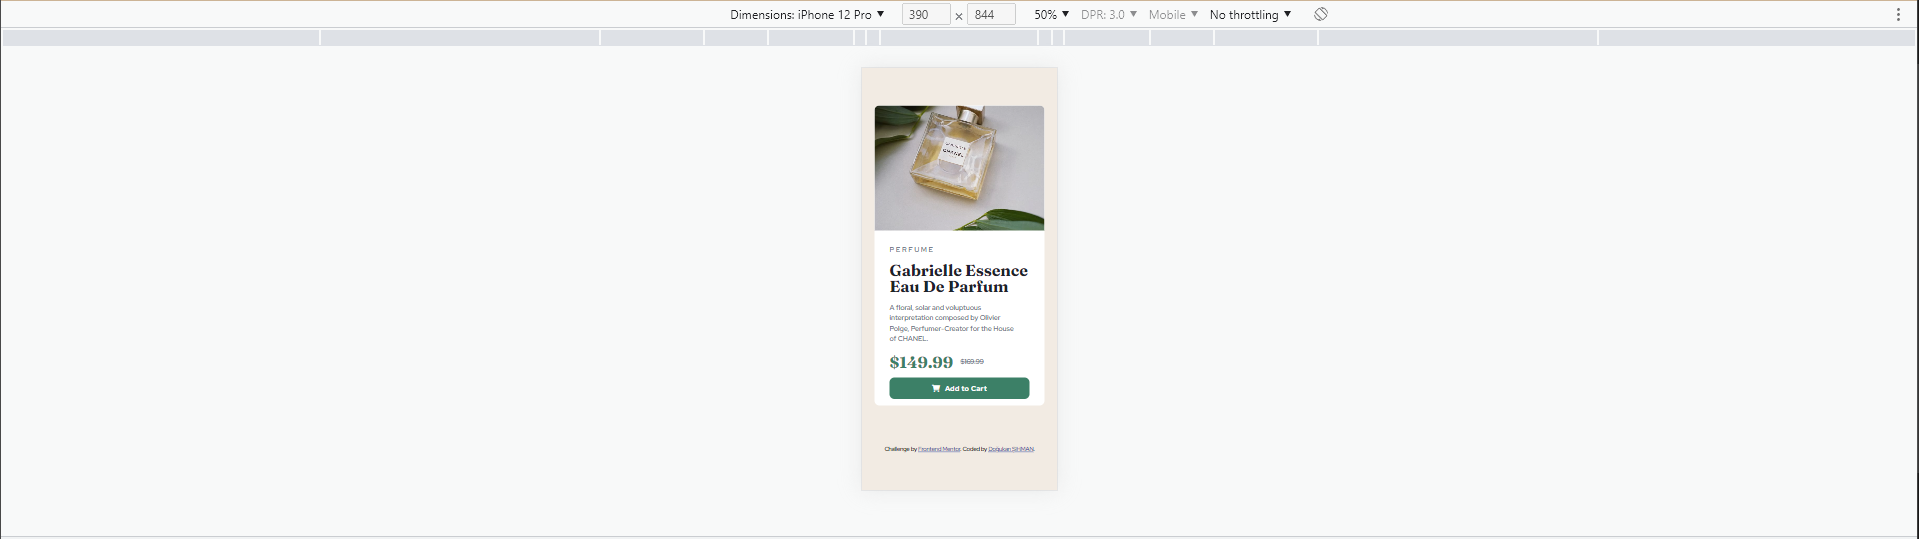 Dimensions: iPhone 12 Pro ▼ 390 × 844 50% ▼ DPR: 3.0 ▼ Mobile ▼ No throttling ▼
CHANEL
PERFUME
Gabrielle Essence
Eau De Parfum
A floral, solar and voluptuous
interpretation composed by Olivier
Polge, Perfumer-Creator for the House
of CHANEL.
$149.99 $169.99
Add to Cart
Challenge by Frontend Mentor. Coded by Doğukan SIHMAN.